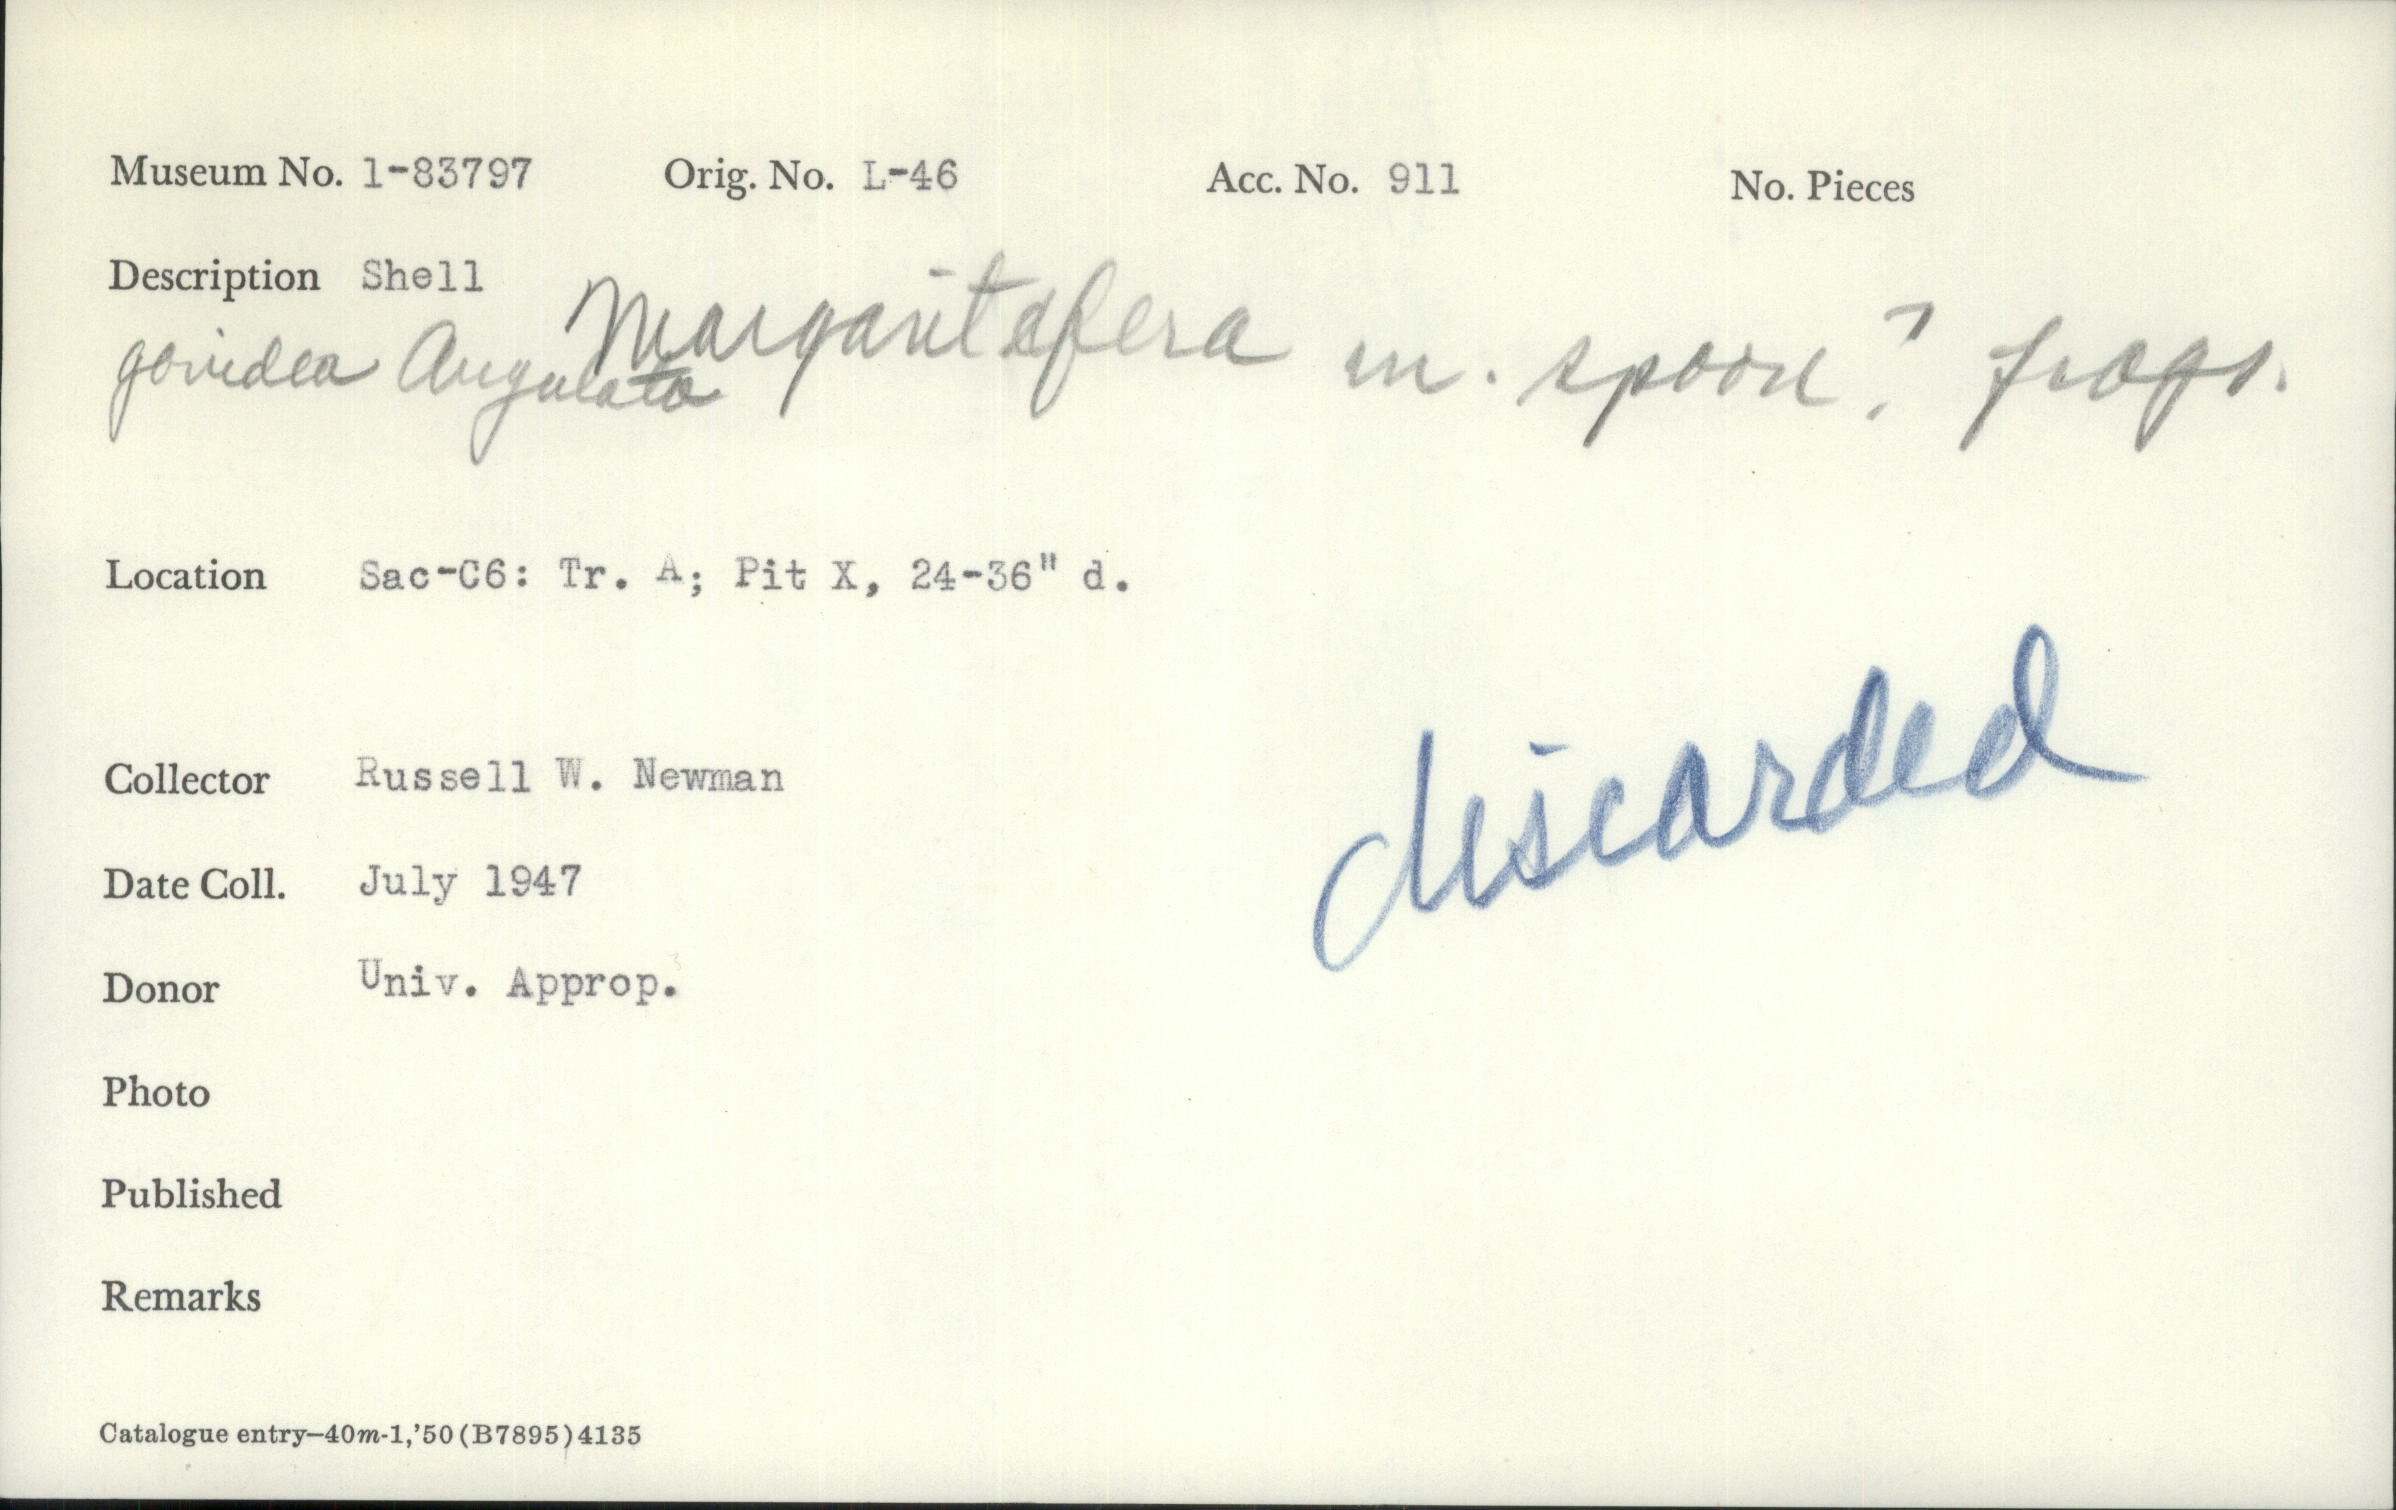 Museum No. 1-83797 Orig. No. L-46 Acc. No. 911 No. Pieces
Description Shell
Margaritafera m. spoon? frags.
gonidea Angulata
Location Sac-C6: Tr. A; Pit X, 24-36" d.
discarded
Collector Russell W. Newman
Date Coll. July 1947
Donor Univ. Approp.
Photo
Published
Remarks
Catalogue entry—40m-1,'50(B7895)4135